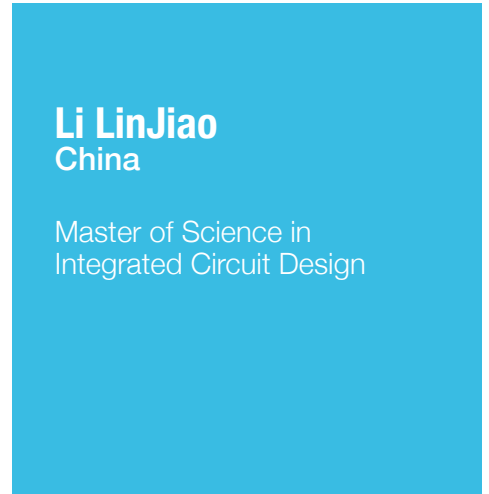 Li LinJiao
China
Master of Science in
Integrated Circuit Design